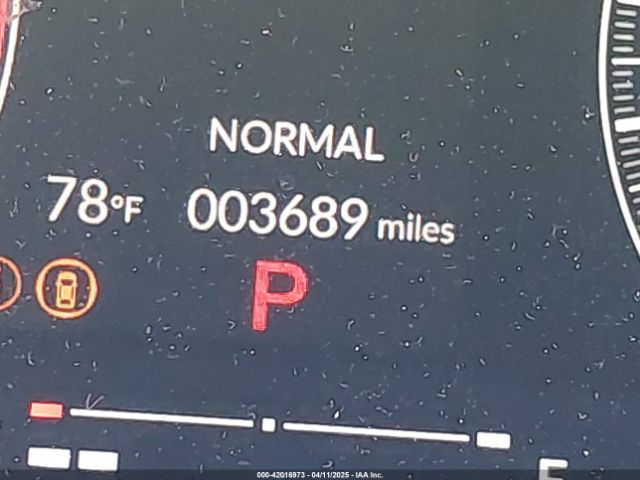 NORMAL
78°F 003689 miles
P
E
000-42016973 - 04/11/2025 - IAA Inc.